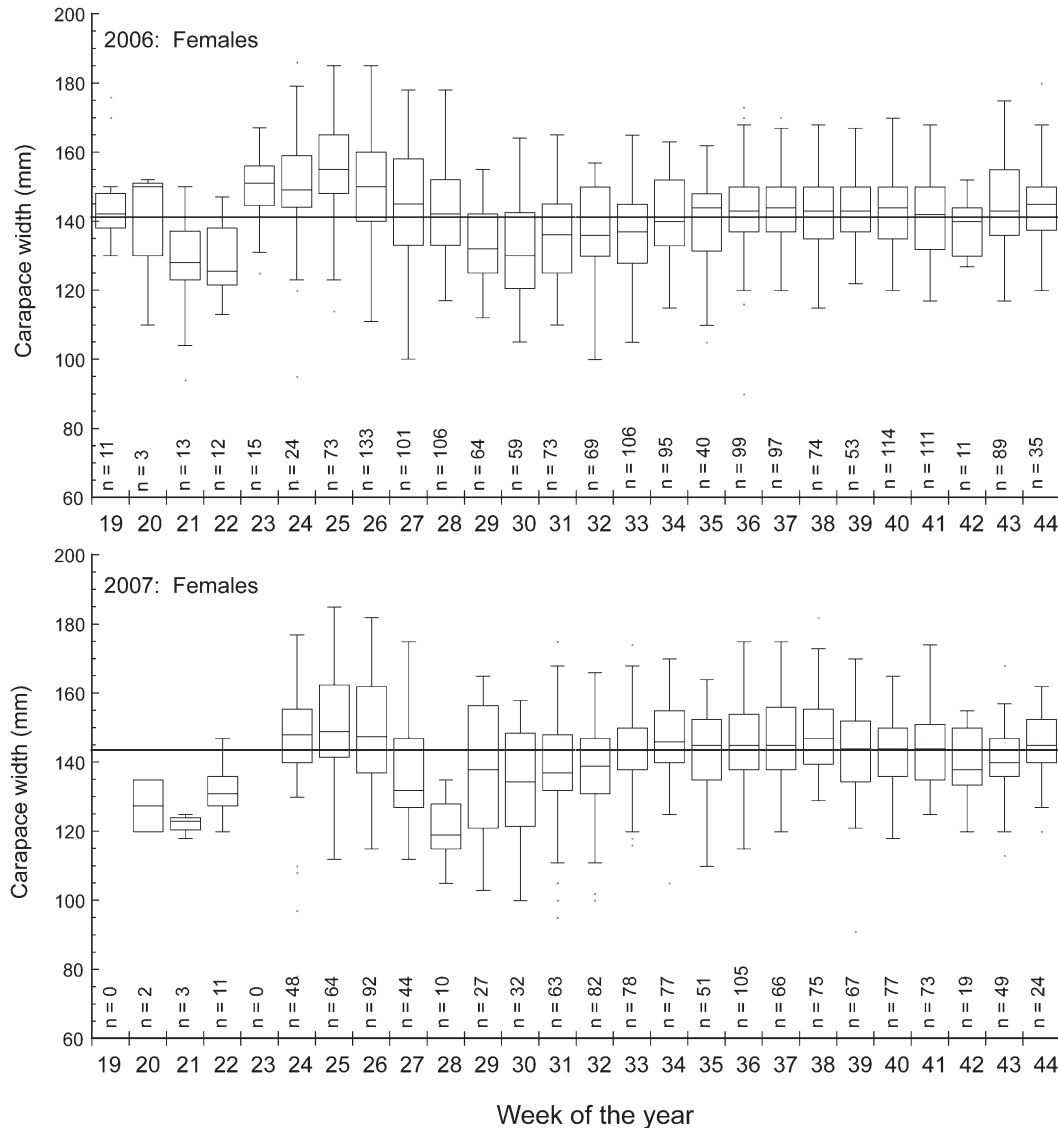 200
2006: Females
180
160
140
120
100
80
60
Carapace width (mm)
n = 11 n = 3 n = 13 n = 12 n = 15 n = 24 n = 73 n = 133 n = 101 n = 106 n = 64 n = 59 n = 73 n = 69 n = 106 n = 95 n = 40 n = 99 n = 97 n = 74 n = 53 n = 114 n = 111 n = 11 n = 89 n = 35
19 20 21 22 23 24 25 26 27 28 29 30 31 32 33 34 35 36 37 38 39 40 41 42 43 44
200
2007: Females
180
160
140
120
100
80
60
Carapace width (mm)
n = 0 n = 2 n = 3 n = 11 n = 0 n = 48 n = 64 n = 92 n = 44 n = 10 n = 27 n = 32 n = 63 n = 82 n = 78 n = 77 n = 51 n = 105 n = 66 n = 75 n = 67 n = 77 n = 73 n = 19 n = 49 n = 24
19 20 21 22 23 24 25 26 27 28 29 30 31 32 33 34 35 36 37 38 39 40 41 42 43 44
Week of the year